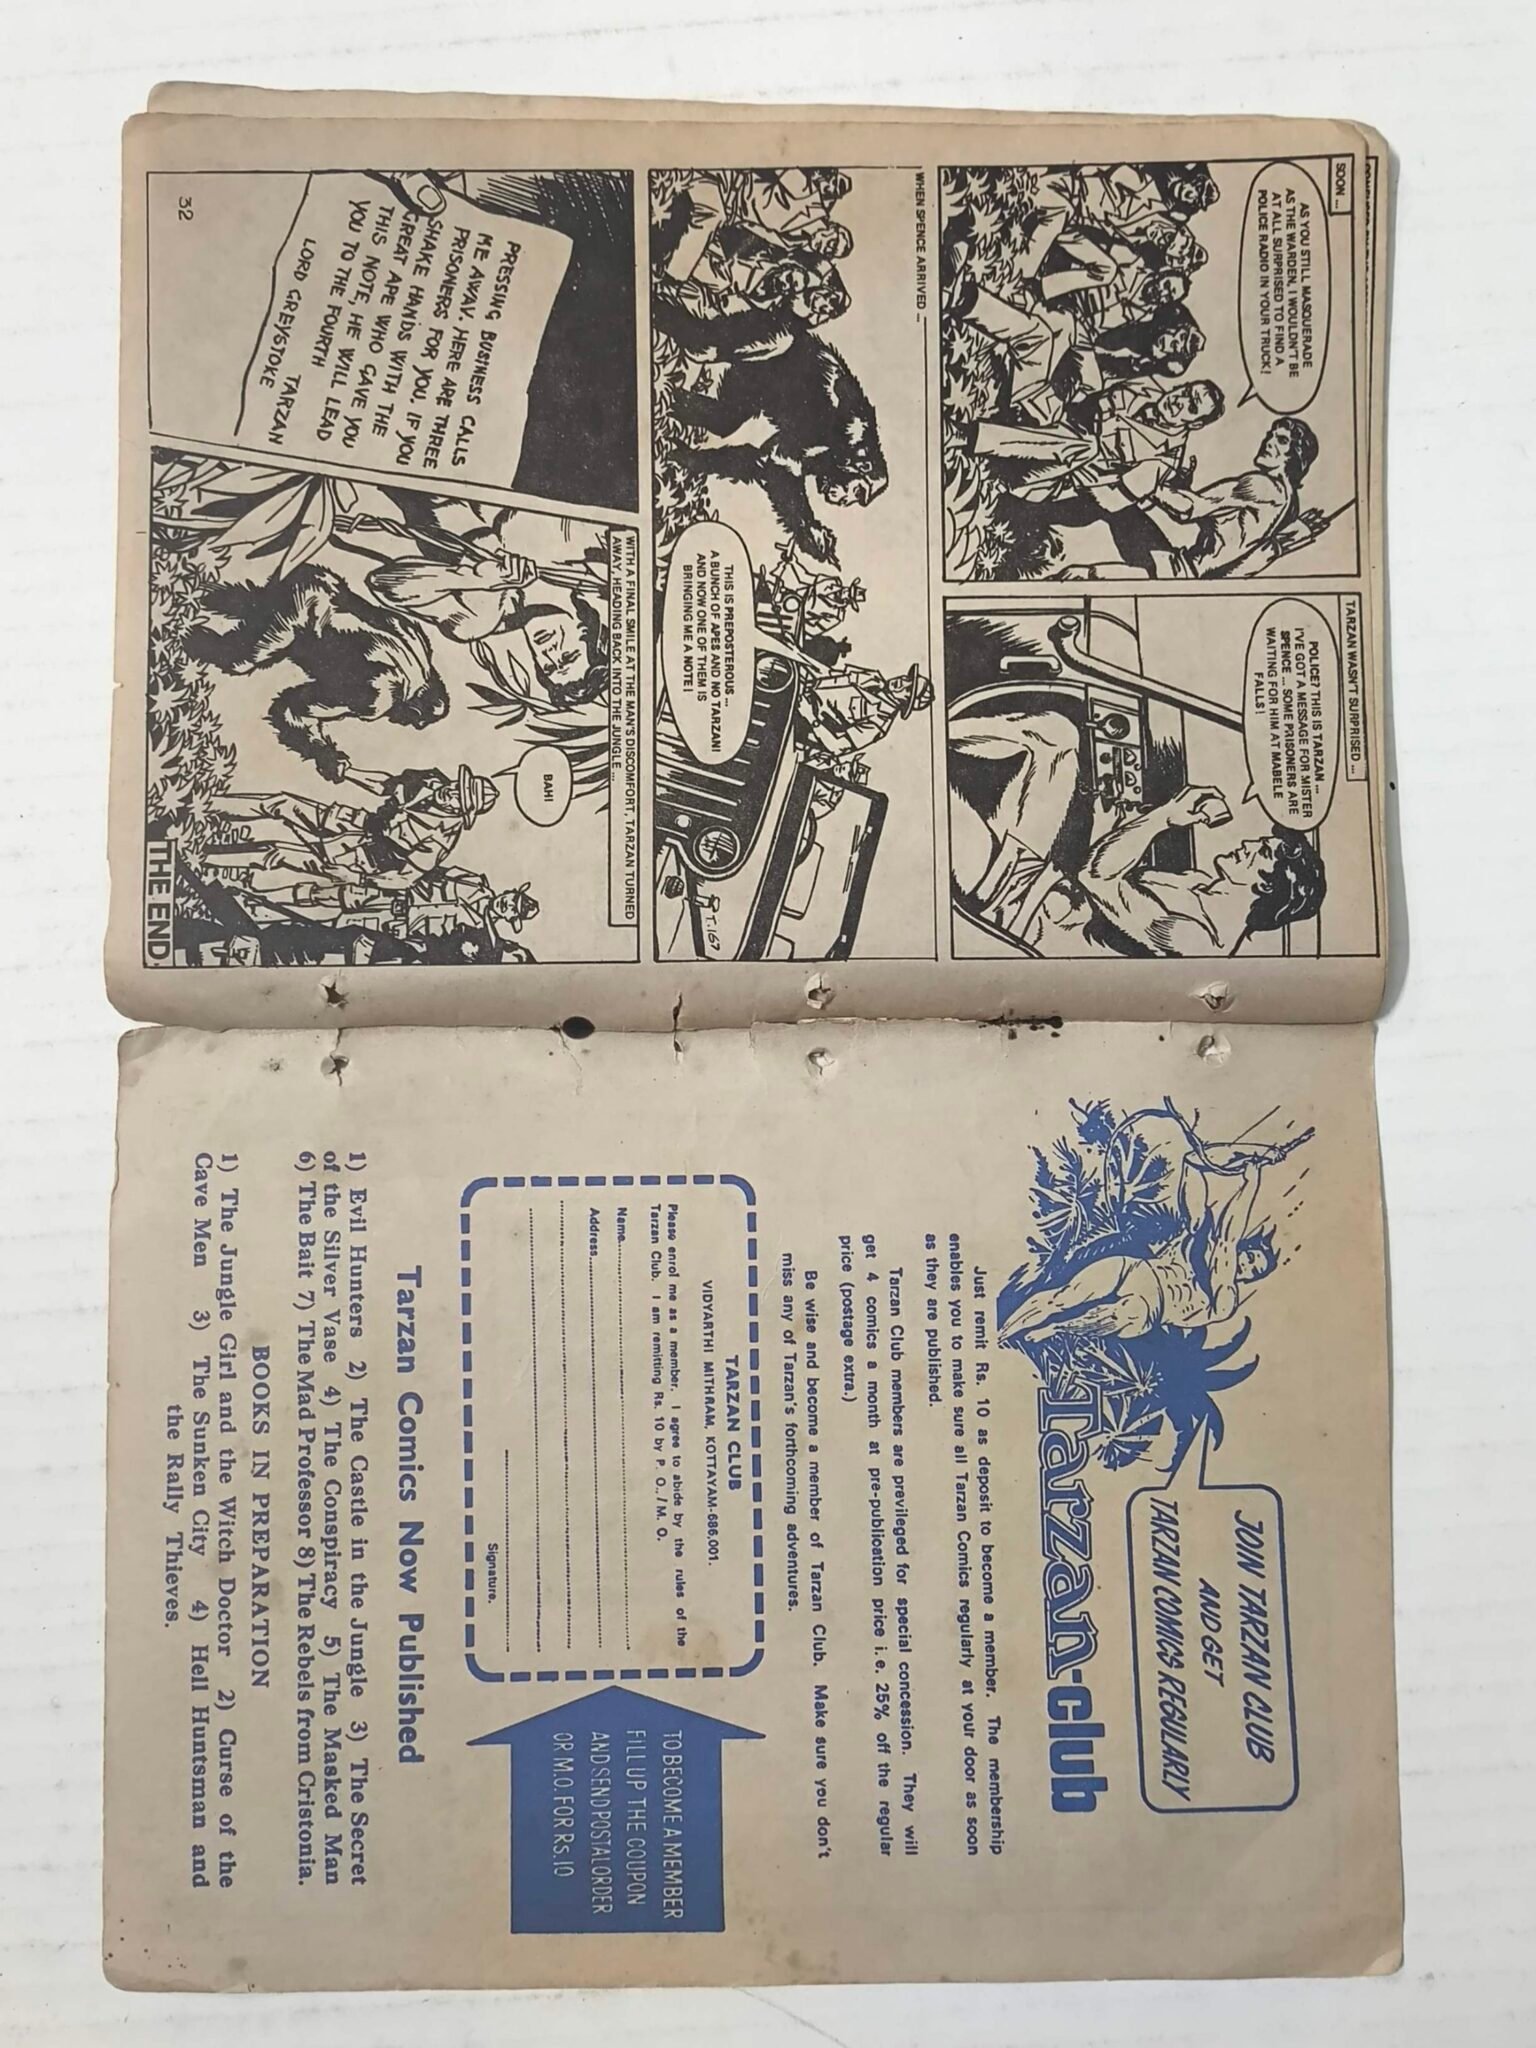 SOON ...
AS YOU STILL MASQUERADE
AS THE WARDEN, I WOULDN'T BE
AT ALL SURPRISED TO FIND A
POLICE RADIO IN YOUR TRUCK!
TARZAN WASN'T SURPRISED ...
POLICE? THIS IS TARZAN ...
I'VE GOT A MESSAGE FOR MISTER
SPENCE ... SOME PRISONERS ARE
WAITING FOR HIM AT MABELE
FALLS!
WHEN SPENCE ARRIVED ...
THIS IS PREPOSTEROUS ...
A BUNCH OF APES AND NO TARZAN!
AND NOW ONE OF THEM IS
BRINGING ME A NOTE!
T.167
PRESSING BUSINESS CALLS
ME AWAY. HERE ARE THREE
PRISONERS FOR YOU. IF YOU
SHAKE HANDS WITH THE
GREAT APE WHO GAVE YOU
THIS NOTE, HE WILL LEAD
YOU TO THE FOURTH
TARZAN
LORD GREYSTOKE
WITH A FINAL SMILE AT THE MAN'S DISCOMFORT, TARZAN TURNED
AWAY, HEADING BACK INTO THE JUNGLE ...
BAH!
THE END.
32
JOIN TARZAN CLUB
AND GET
TARZAN COMICS REGULARLY
Tarzan-club
Just remit Rs. 10 as deposit to become a member. The membership
enables you to make sure all Tarzan Comics regularly at your door as soon
as they are published.
Tarzan Club members are previleged for special concession. They will
get 4 comics a month at pre-publication price i. e. 25% off the regular
price (postage extra.)
Be wise and become a member of Tarzan Club. Make sure you don't
miss any of Tarzan's forthcoming adventures.
TARZAN CLUB
VIDYARTHI MITHRAM, KOTTAYAM-686,001.
Please enrol me as a member. I agree to abide by the rules of the
Tarzan Club. I am remitting Rs. 10 by P. O. / M. O.
Name
Address
Signature.
TO BECOME A MEMBER
FILL UP THE COUPON
AND SEND POSTAL ORDER
OR M.O. FOR Rs.10
Tarzan Comics Now Published
1) Evil Hunters 2) The Castle in the Jungle 3) The Secret
of the Silver Vase 4) The Conspiracy 5) The Masked Man
6) The Bait 7) The Mad Professor 8) The Rebels from Cristonia.
BOOKS IN PREPARATION
1) The Jungle Girl and the Witch Doctor 2) Curse of the
Cave Men 3) The Sunken City 4) Hell Huntsman and
the Rally Thieves.